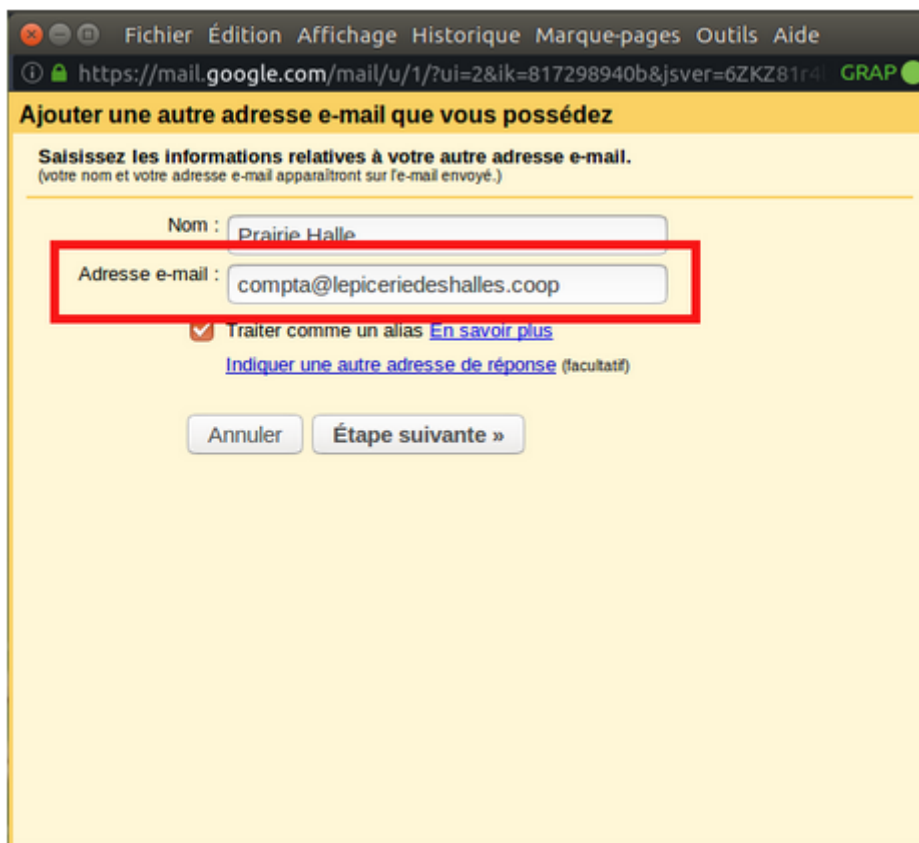 Fichier Édition Affichage Historique Marque-pages Outils Aide
https://mail.google.com/mail/u/1/?ui=2&ik=817298940b&jsver=6ZKZ81r4 GRAP
Ajouter une autre adresse e-mail que vous possédez
Saisissez les informations relatives à votre autre adresse e-mail.
(votre nom et votre adresse e-mail apparaîtront sur l'e-mail envoyé.)
Nom : Prairie Halle
Adresse e-mail : compta@lepiceriedeshalles.coop
Traiter comme un alias En savoir plus
Indiquer une autre adresse de réponse (facultatif)
Annuler Étape suivante »